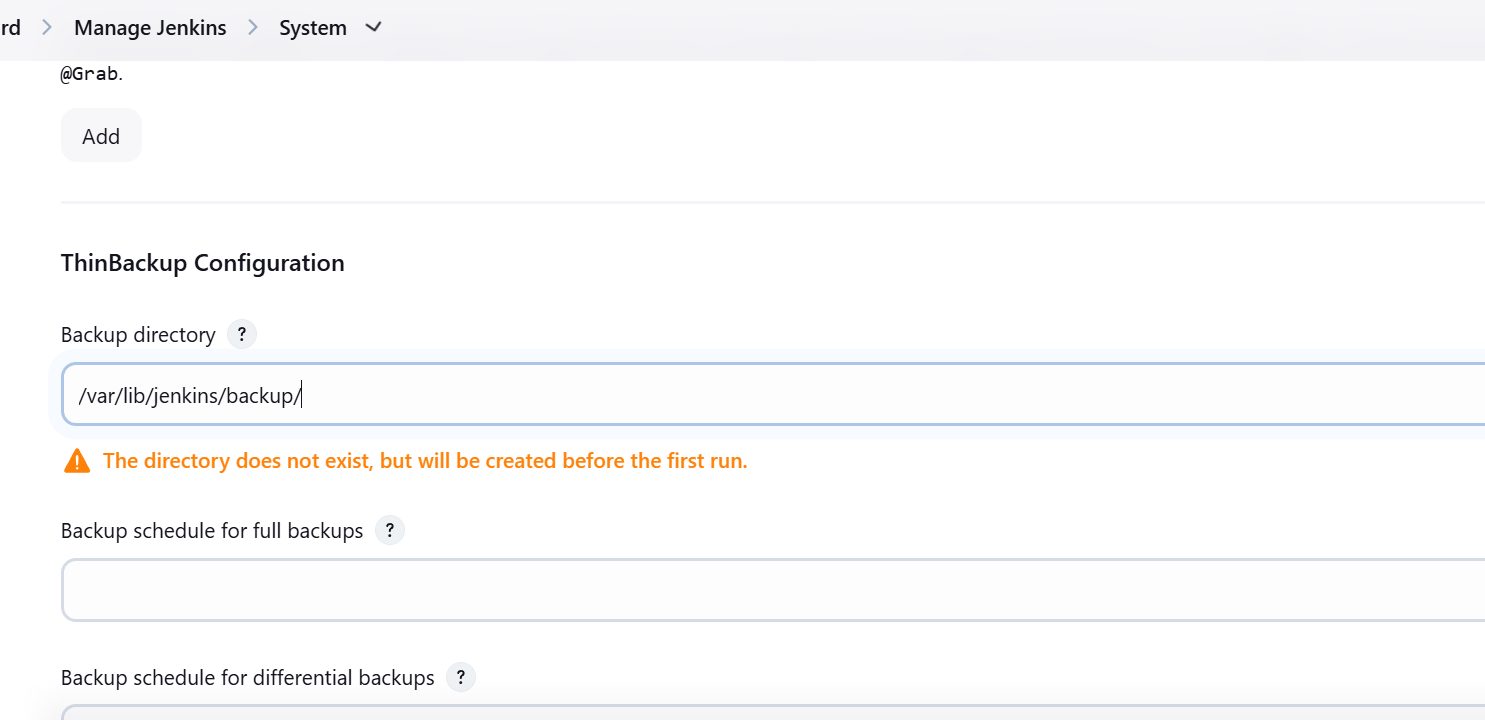 rd > Manage Jenkins > System
@Grab.
Add
ThinBackup Configuration
Backup directory ?
/var/lib/jenkins/backup/
The directory does not exist, but will be created before the first run.
Backup schedule for full backups ?
Backup schedule for differential backups ?